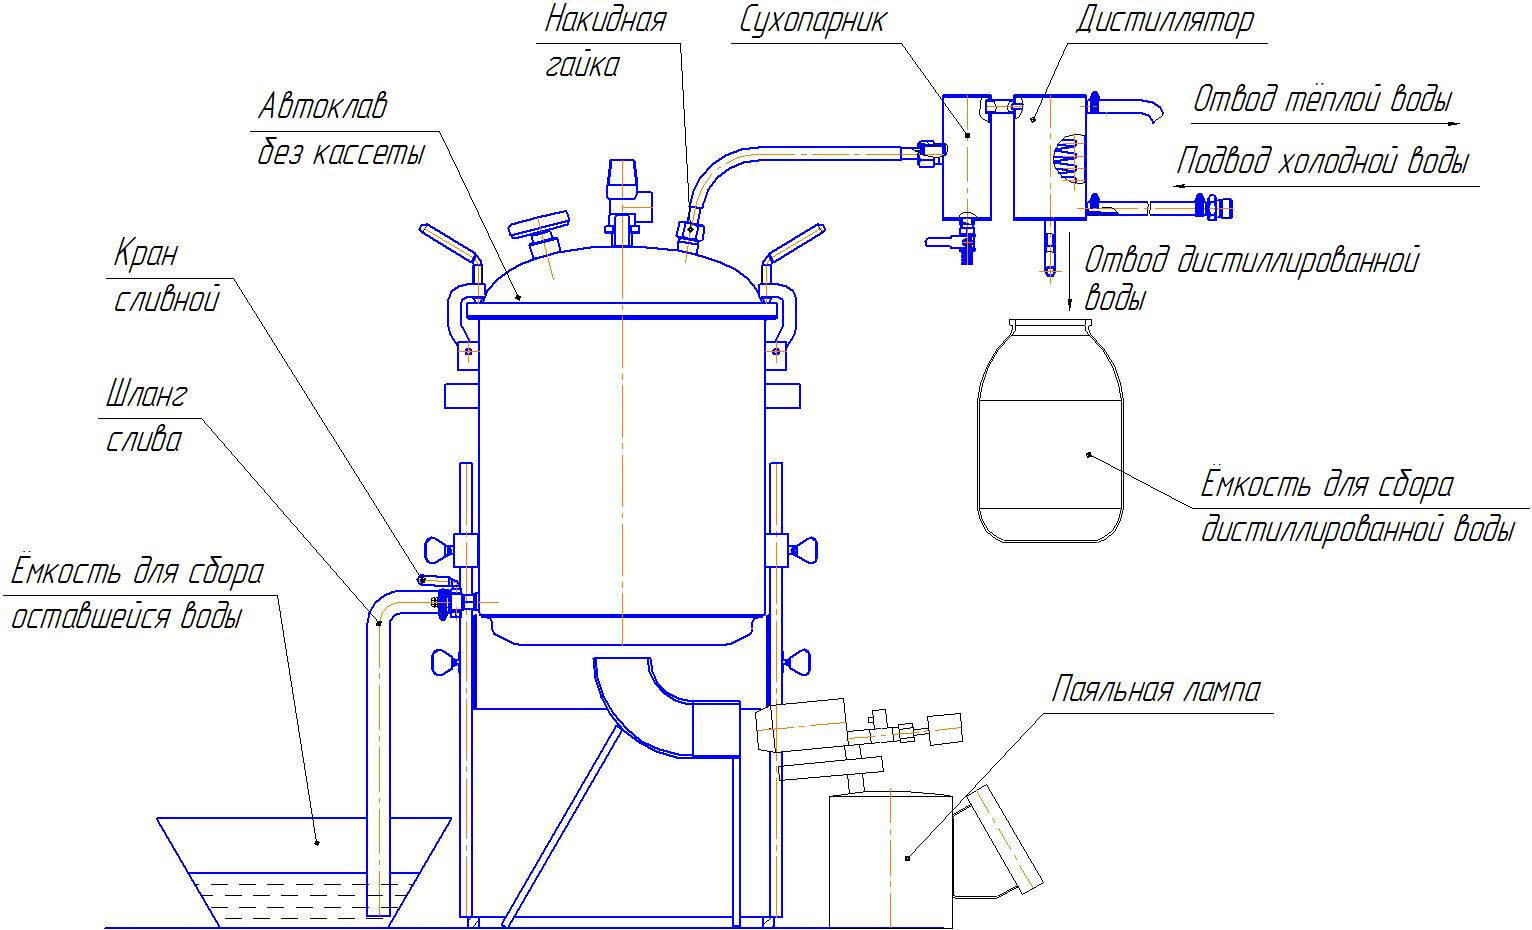 Накидная
гайка
Сухопарник
Дистиллятор
Автоклав
без кассеты
Отвод тёплой воды
Подвод холодной воды
Кран
сливной
Отвод дистиллированной
воды
Шланг
слива
Ёмкость для сбора
дистиллированной воды
Ёмкость для сбора
оставшейся воды
Паяльная лампа